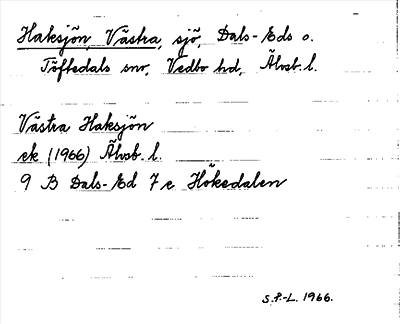 Haksjön, Västra, sjö, Dals-Eds o.
Töftedals snr, Vedbo hd, Älvsb. l.
Västra Haksjön
ek (1966) Älvsb. l.
9 B Dals-Ed 7 e Hökedalen
S.P.-L. 1966.